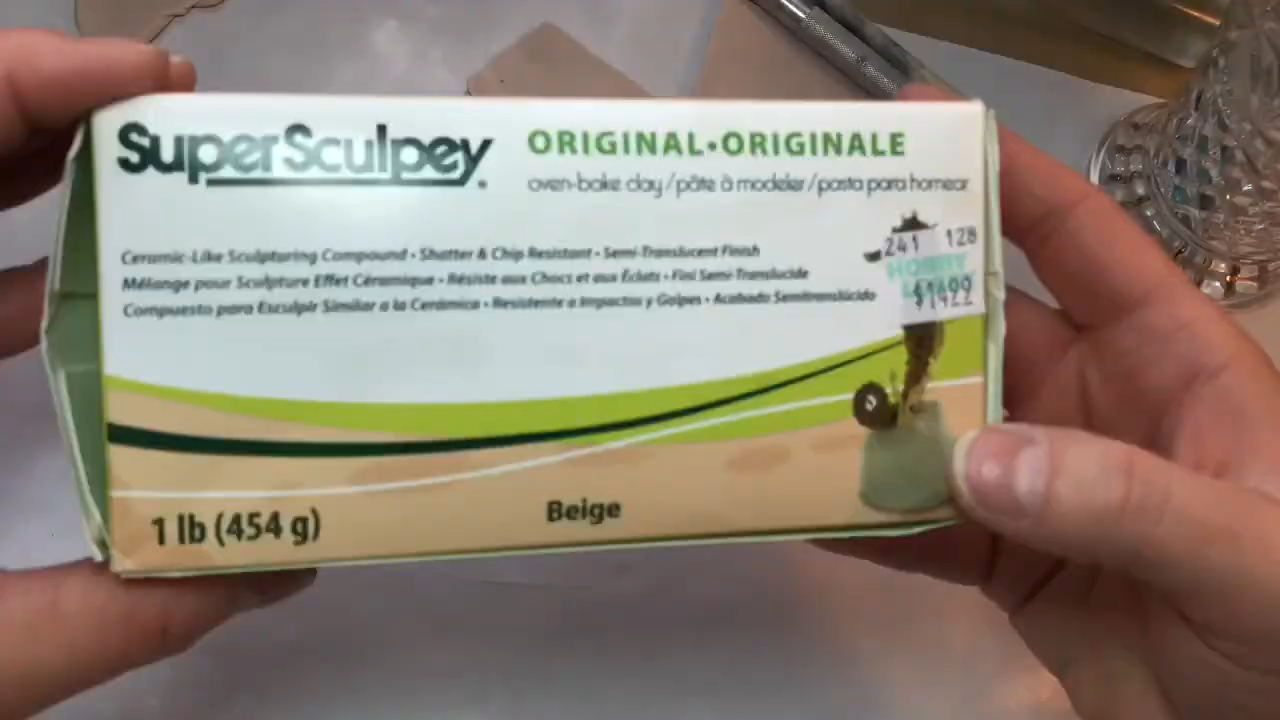 SuperSculpey
ORIGINAL•ORIGINALE
oven-bake clay/pâte à modeler/pasta para hornear
Ceramic-Like Sculpturing Compound • Shatter & Chip Resistant • Semi-Translucent Finish
Mélange pour Sculpture Effet Céramique • Résiste aux Chocs et aux Éclats • Fini Semi-Translucide
Compuesto para Esculpir Similar a la Cerámica • Resistente a Impactos y Golpes • Acabado Semitranslúcido
241 128
HOBBY
1 lb (454 g)
Beige